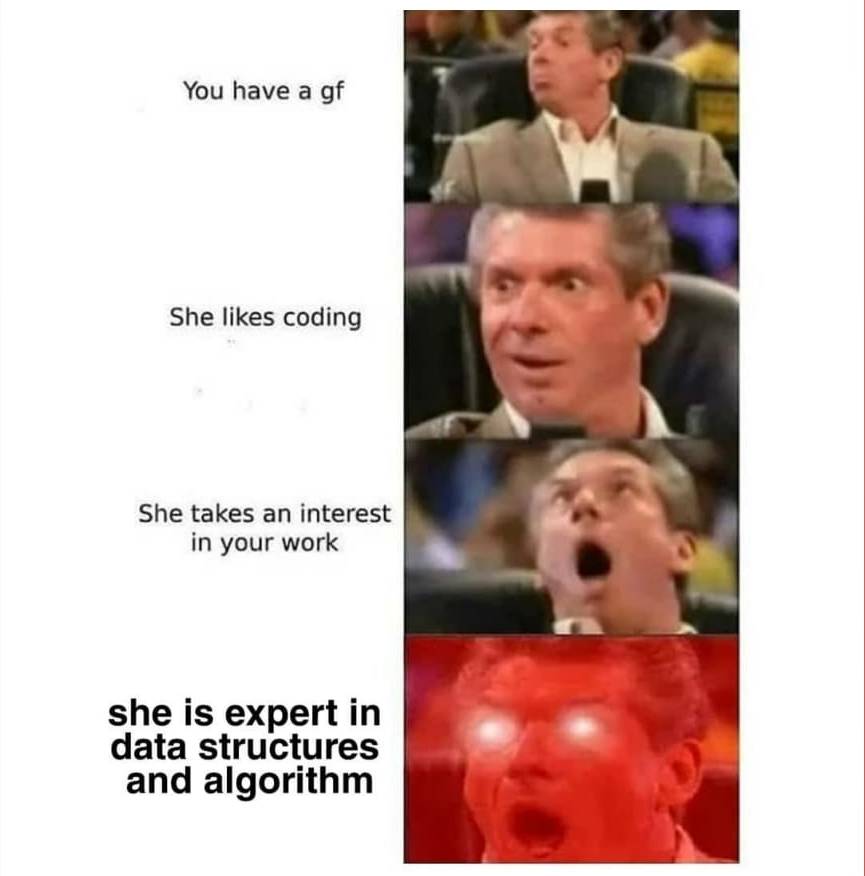 You have a gf
She likes coding
She takes an interest
in your work
she is expert in
data structures
and algorithm